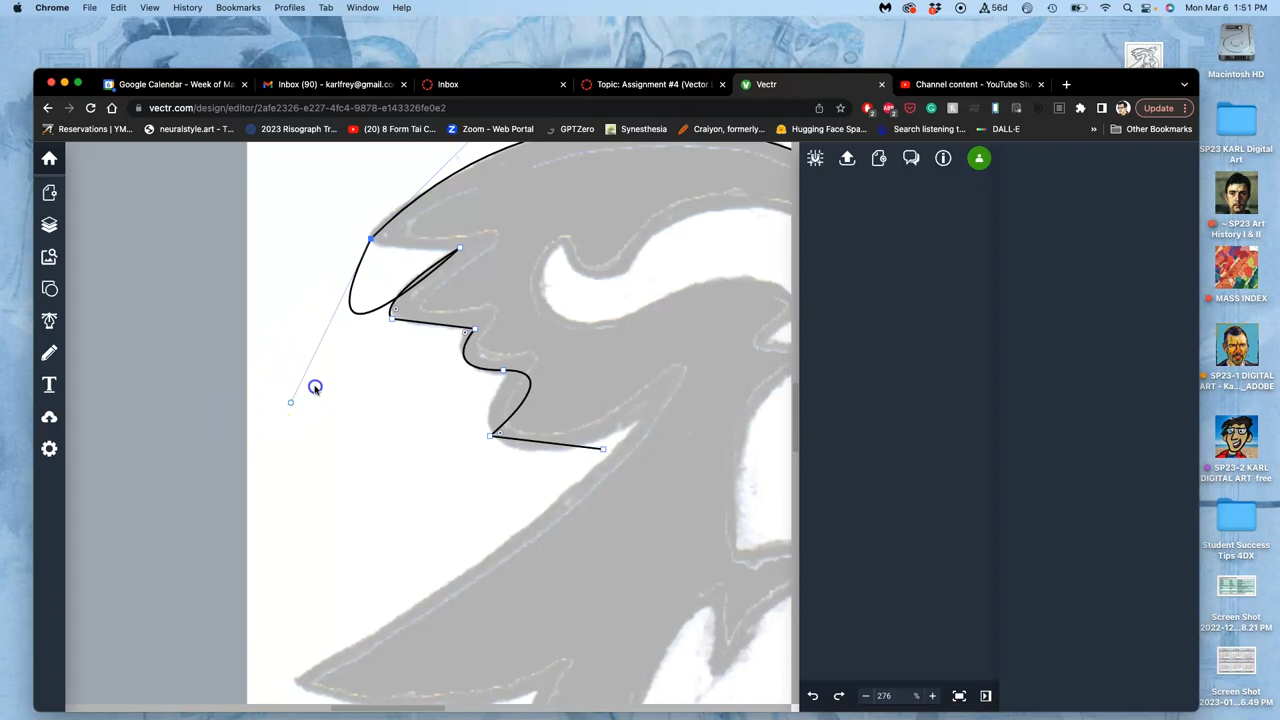 Chrome File Edit View History Bookmarks Profiles Tab Window Help 56d Mon Mar 6 1:51 PM
Google Calendar - Week of Ma
Inbox (90) - karlfrey@gmail.co
Inbox
Topic: Assignment #4 (Vector
Vectr
Channel content - YouTube Stu
vectr.com/design/editor/2afe2326-e227-4fc4-9878-e143326fe0e2
Update
Reservations | YM...
neuralstyle.art - T...
2023 Risograph Tr...
(20) 8 Form Tai C...
Zoom - Web Portal
GPTZero
Synesthesia
Craiyon, formerly...
Hugging Face Spa...
Search listening t...
DALL-E
Other Bookmarks
276 %
Macintosh HD
SP23 KARL Digital
Art
~ SP23 Art
History I & II
MASS INDEX
SP23-1 DIGITAL
ART - Ka..._ADOBE
SP23-2 KARL
DIGITAL ART free
Student Success
Tips 4DX
Screen Shot
2022-12...8.21 PM
Screen Shot
2023-01...6.49 PM